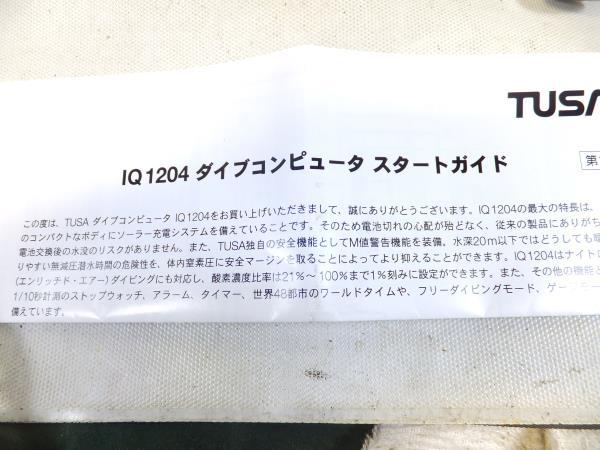 TUSA
IQ1204 ダイブコンピュータ スタートガイド
第
この度は、TUSA ダイブコンピュータ IQ1204をお買い上げいただきまして、誠にありがとうございます。IQ1204の最大の特長は、
のコンパクトなボディにソーラー充電システムを備えていることです。そのため電池切れの心配が殆どなく、従来の製品にありがち
電池交換後の水没のリスクがありません。また、TUSA独自の安全機能としてM値警告機能を装備。水深20m以下ではどうしても
りやすい無減圧潜水時間の危険性を、体内窒素圧に安全マージンを取ることによってより抑えることができます。IQ1204はナイトロ
(エンリッチド・エアー)ダイビングにも対応し、酸素濃度比率は21%～100%まで1%刻みに設定ができます。また、その他の機能と
1/10秒計測のストップウォッチ、アラーム、タイマー、世界48都市のワールドタイムや、フリーダイビングモード、ゲージモー
備えています。